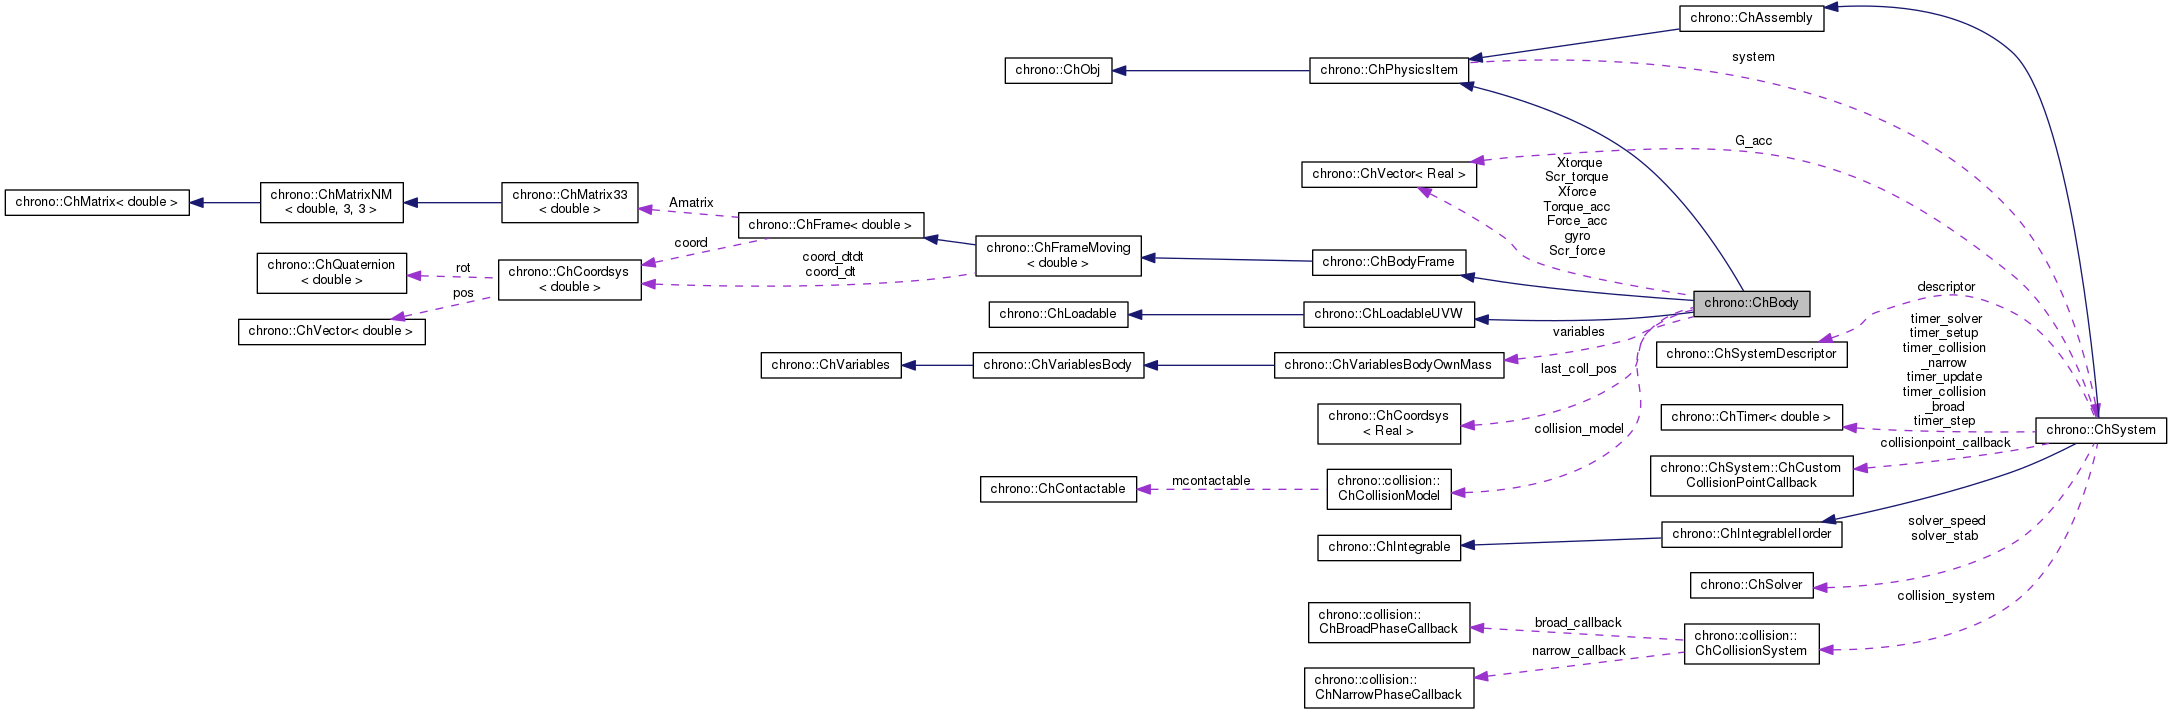 chrono::ChAssembly
chrono::ChObj
chrono::ChPhysicsItem
system
G_acc
chrono::ChVector< Real >
Xtorque
Scr_torque
Xforce
Torque_acc
Force_acc
gyro
Scr_force
chrono::ChMatrix< double >
chrono::ChMatrixNM
< double, 3, 3 >
chrono::ChMatrix33
< double >
Amatrix
chrono::ChFrame< double >
coord
chrono::ChFrameMoving
< double >
coord_dtdt
coord_dt
chrono::ChBodyFrame
chrono::ChQuaternion
< double >
rot
pos
chrono::ChCoordsys
< double >
chrono::ChVector< double >
chrono::ChBody
chrono::ChLoadable
chrono::ChLoadableUVW
variables
chrono::ChVariables
chrono::ChVariablesBody
chrono::ChVariablesBodyOwnMass
last_coll_pos
chrono::ChCoordsys
< Real >
collision_model
chrono::ChContactable
mcontactable
chrono::collision::
ChCollisionModel
descriptor
chrono::ChSystemDescriptor
timer_solver
timer_setup
timer_collision
_narrow
timer_update
timer_collision
_broad
timer_step
chrono::ChTimer< double >
chrono::ChSystem
collisionpoint_callback
chrono::ChSystem::ChCustom
CollisionPointCallback
chrono::ChIntegrable
chrono::ChIntegrableIIorder
solver_speed
solver_stab
chrono::ChSolver
collision_system
chrono::collision::
ChBroadPhaseCallback
broad_callback
chrono::collision::
ChCollisionSystem
narrow_callback
chrono::collision::
ChNarrowPhaseCallback